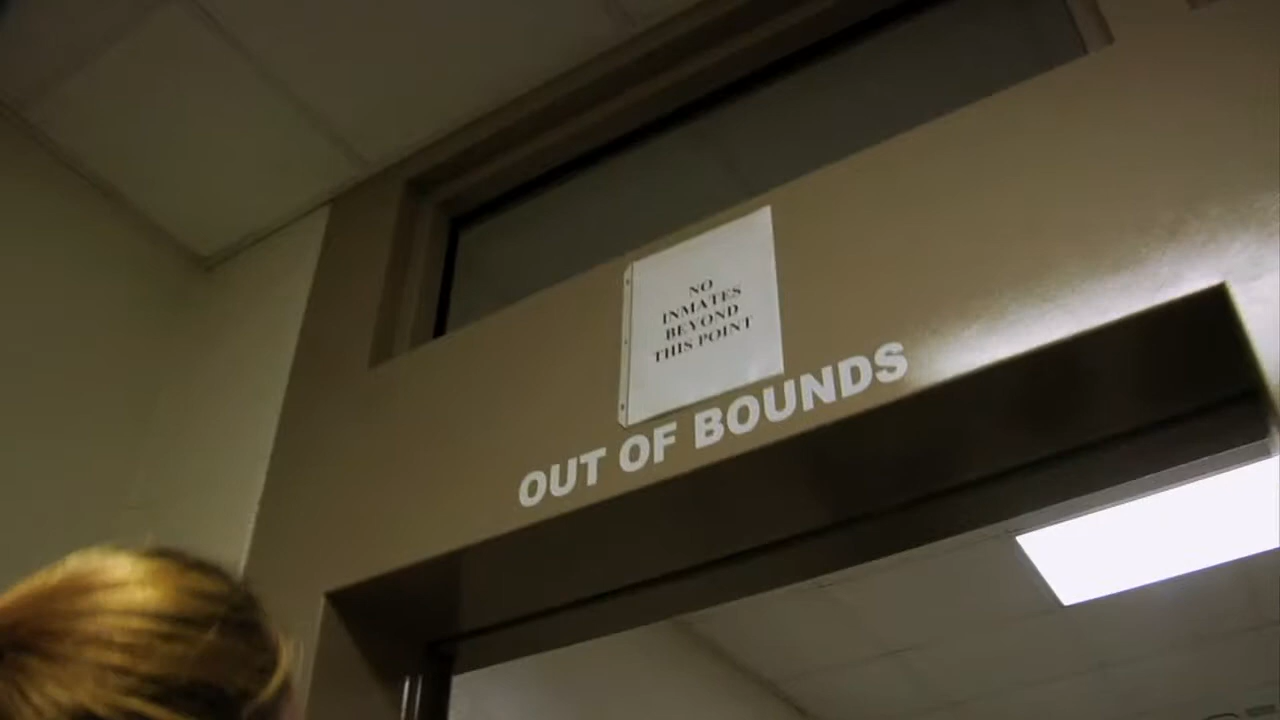 NO
INMATES
BEYOND
THIS POINT
OUT OF BOUNDS